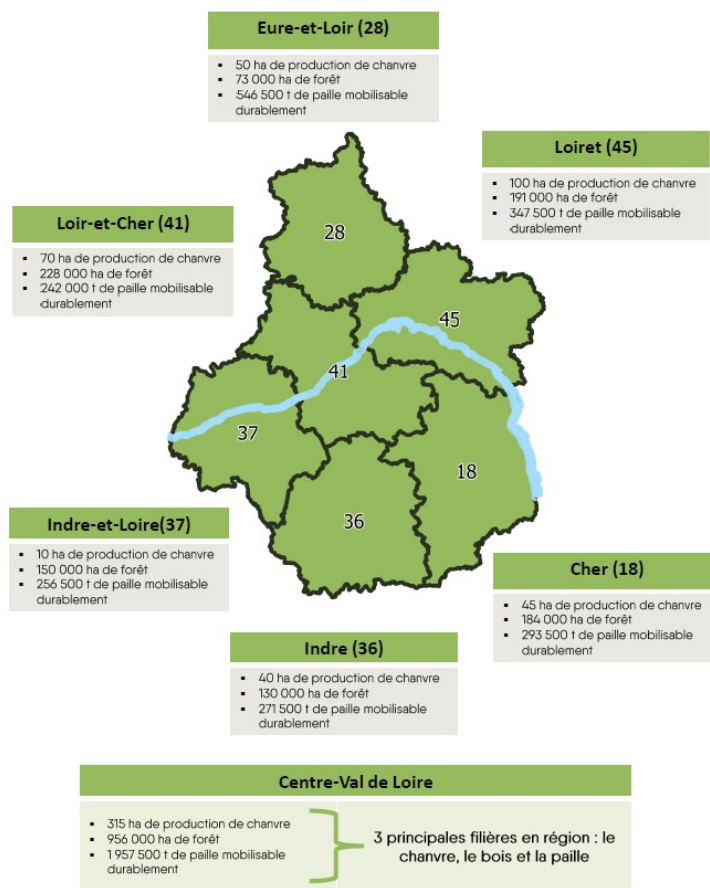 Eure-et-Loir (28)
▪ 50 ha de production de chanvre
▪ 73 000 ha de forêt
▪ 546 500 t de paille mobilisable
durablement
Loiret (45)
▪ 100 ha de production de chanvre
▪ 191 000 ha de forêt
▪ 347 500 t de paille mobilisable
durablement
Loir-et-Cher (41)
▪ 70 ha de production de chanvre
▪ 228 000 ha de forêt
▪ 242 000 t de paille mobilisable
durablement
28
45
41
37
18
36
Indre-et-Loire(37)
▪ 10 ha de production de chanvre
▪ 150 000 ha de forêt
▪ 256 500 t de paille mobilisable
durablement
Cher (18)
▪ 45 ha de production de chanvre
▪ 184 000 ha de forêt
▪ 293 500 t de paille mobilisable
durablement
Indre (36)
▪ 40 ha de production de chanvre
▪ 130 000 ha de forêt
▪ 271 500 t de paille mobilisable
durablement
Centre-Val de Loire
▪ 315 ha de production de chanvre
▪ 956 000 ha de forêt
▪ 1 957 500 t de paille mobilisable
durablement
3 principales filières en région : le
chanvre, le bois et la paille